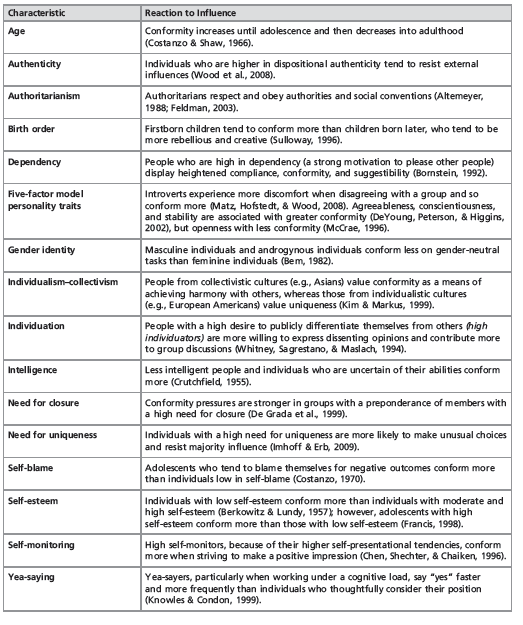 Characteristic Reaction to Influence
Age Conformity increases until adolescence and then decreases into adulthood
(Costanzo & Shaw, 1966).
Authenticity Individuals who are higher in dispositional authenticity tend to resist external
influences (Wood et al., 2008).
Authoritarianism Authoritarians respect and obey authorities and social conventions (Altemeyer,
1988; Feldman, 2003).
Birth order Firstborn children tend to conform more than children born later, who tend to be
more rebellious and creative (Sulloway, 1996).
Dependency People who are high in dependency (a strong motivation to please other people)
display heightened compliance, conformity, and suggestibility (Bornstein, 1992).
Five-factor model Introverts experience more discomfort when disagreeing with a group and so
personality traits conform more (Matz, Hofstedt, & Wood, 2008). Agreeableness, conscientiousness,
and stability are associated with greater conformity (DeYoung, Peterson, & Higgins,
2002), but openness with less conformity (McCrae, 1996).
Gender identity Masculine individuals and androgynous individuals conform less on gender-neutral
tasks than feminine individuals (Bem, 1982).
Individualism–collectivism People from collectivistic cultures (e.g., Asians) value conformity as a means of
achieving harmony with others, whereas those from individualistic cultures
(e.g., European Americans) value uniqueness (Kim & Markus, 1999).
Individuation People with a high desire to publicly differentiate themselves from others (high
individuators) are more willing to express dissenting opinions and contribute more
to group discussions (Whitney, Sagrestano, & Maslach, 1994).
Intelligence Less intelligent people and individuals who are uncertain of their abilities conform
more (Crutchfield, 1955).
Need for closure Conformity pressures are stronger in groups with a preponderance of members with
a high need for closure (De Grada et al., 1999).
Need for uniqueness Individuals with a high need for uniqueness are more likely to make unusual choices
and resist majority influence (Imhoff & Erb, 2009).
Self-blame Adolescents who tend to blame themselves for negative outcomes conform more
than individuals low in self-blame (Costanzo, 1970).
Self-esteem Individuals with low self-esteem conform more than individuals with moderate and
high self-esteem (Berkowitz & Lundy, 1957); however, adolescents with high
self-esteem conform more than those with low self-esteem (Francis, 1998).
Self-monitoring High self-monitors, because of their higher self-presentational tendencies, conform
more when striving to make a positive impression (Chen, Shechter, & Chaiken, 1996).
Yea-saying Yea-sayers, particularly when working under a cognitive load, say “yes” faster
and more frequently than individuals who thoughtfully consider their position
(Knowles & Condon, 1999).